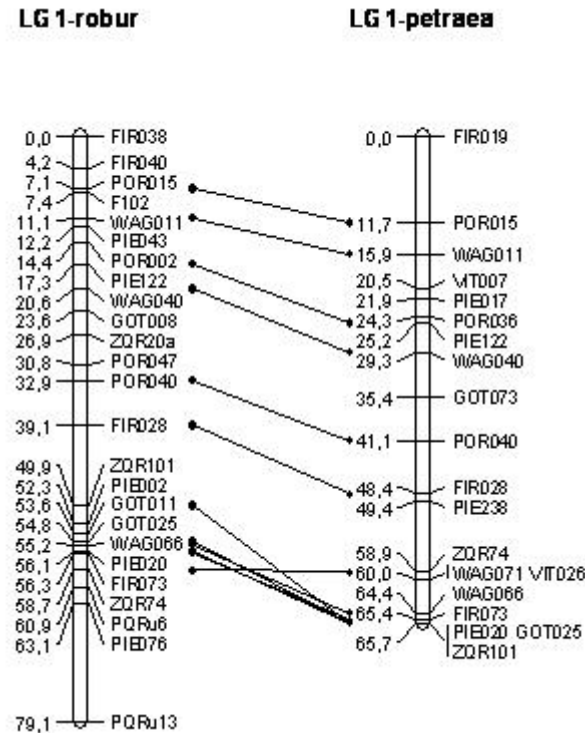 LG 1-robur
LG 1-petraea
0,0 FIR038
4,2 FIR040
7,1 POR015
7,4 F102
11,1 WAG011
12,2 PIE043
14,4 POR002
17,3 PIE122
20,6 WAG040
23,6 GOT008
26,9 ZQR20a
30,8 POR047
32,9 POR040
39,1 FIR028
49,9 ZQR101
52,3 PIE02
53,6 GOT011
54,8 GOT025
55,2 WAG066
56,1 PIE020
56,3 FIR073
58,7 ZQR74
60,9 PQRu6
63,1 PIE076
79,1 PQRu13
0,0 FIR019
11,7 POR015
15,9 WAG011
20,5 VIT007
21,9 PIE017
24,3 POR036
25,2 PIE122
29,3 WAG040
35,4 GOT073
41,1 POR040
48,4 FIR028
49,4 PIE238
58,9 ZQR74
60,0 WAG071 VIT026
64,4 WAG066
65,4 FIR073
65,7 PIE020 GOT025
ZQR101